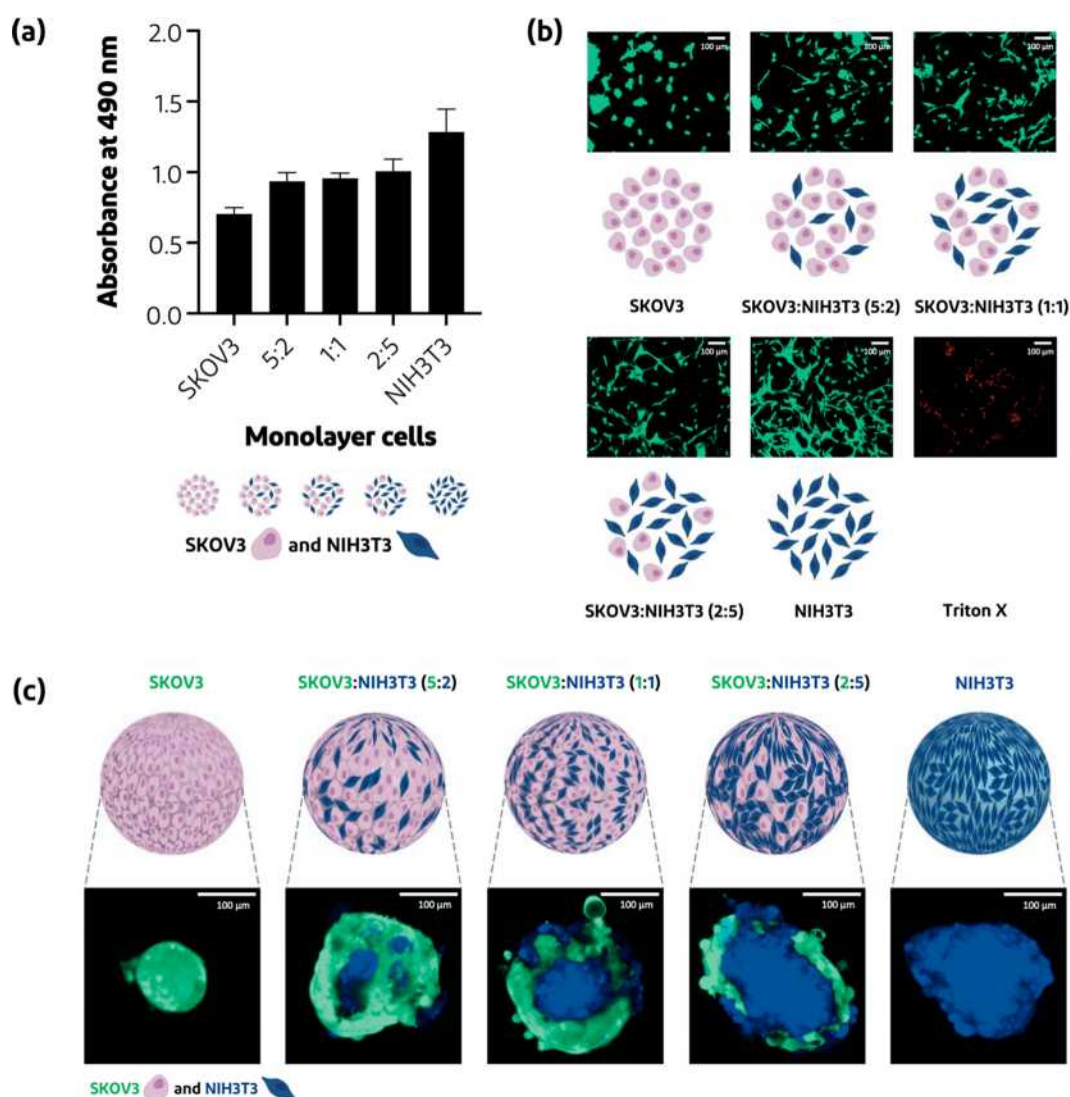 (a)
Absorbance at 490 nm
2.0
1.5
1.0
0.5
0.0
SKOV3
5:2
1:1
2:5
NIH3T3
Monolayer cells
SKOV3 and NIH3T3
(b)
100 µm
100 µm
100 µm
SKOV3
SKOV3:NIH3T3 (5:2)
SKOV3:NIH3T3 (1:1)
100 µm
100 µm
100 µm
SKOV3:NIH3T3 (2:5)
NIH3T3
Triton X
(c)
SKOV3
SKOV3:NIH3T3 (5:2)
SKOV3:NIH3T3 (1:1)
SKOV3:NIH3T3 (2:5)
NIH3T3
100 µm
100 µm
100 µm
100 µm
100 µm
SKOV3 and NIH3T3